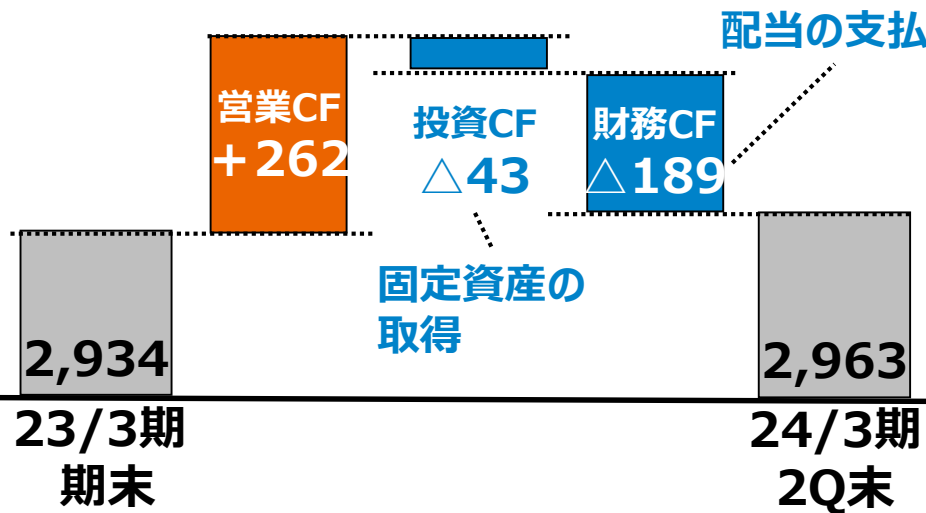 配当の支払
営業CF
＋262
投資CF
△43
財務CF
△189
固定資産の
取得
2,934
2,963
23/3期
期末
24/3期
2Q末